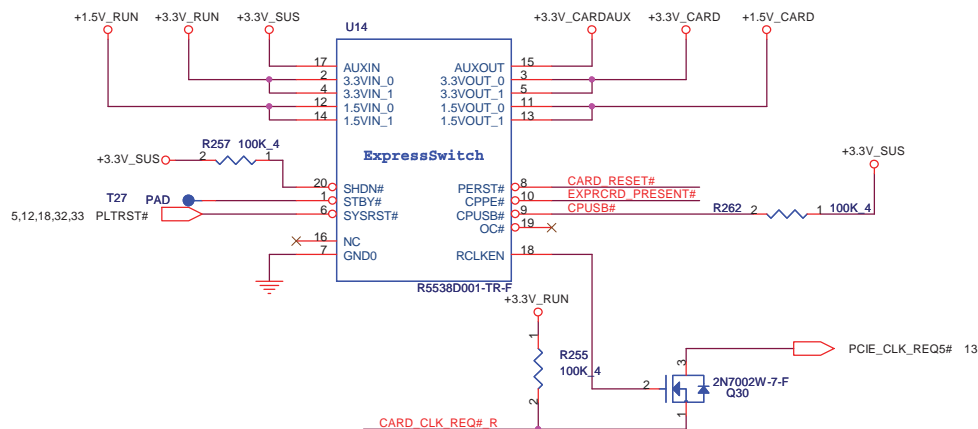 +1.5V_RUN +3.3V_RUN +3.3V_SUS U14 +3.3V_CARDAUX +3.3V_CARD +1.5V_CARD
17 AUXIN AUXOUT 15
2 3.3VIN_0 3.3VOUT_0 3
4 3.3VIN_1 3.3VOUT_1 5
12 1.5VIN_0 1.5VOUT_0 11
14 1.5VIN_1 1.5VOUT_1 13
R257 100K_4
ExpressSwitch
+3.3V_SUS 2 1
+3.3V_SUS
20 SHDN# PERST# 8 CARD_RESET#
T27 PAD 1 STBY# CPPE# 10 EXPRCRD_PRESENT#
5,12,18,32,33 PLTRST# 6 SYSRST# CPUSB# 9 CPUSB# R262 2 1 100K_4
OC# 19
16 NC
7 GND0 RCLKEN 18
R5538D001-TR-F
+3.3V_RUN
1
R255
100K_4
2
3
PCIE_CLK_REQ5# 13
2
2N7002W-7-F
Q30
1
CARD_CLK_REQ#_R